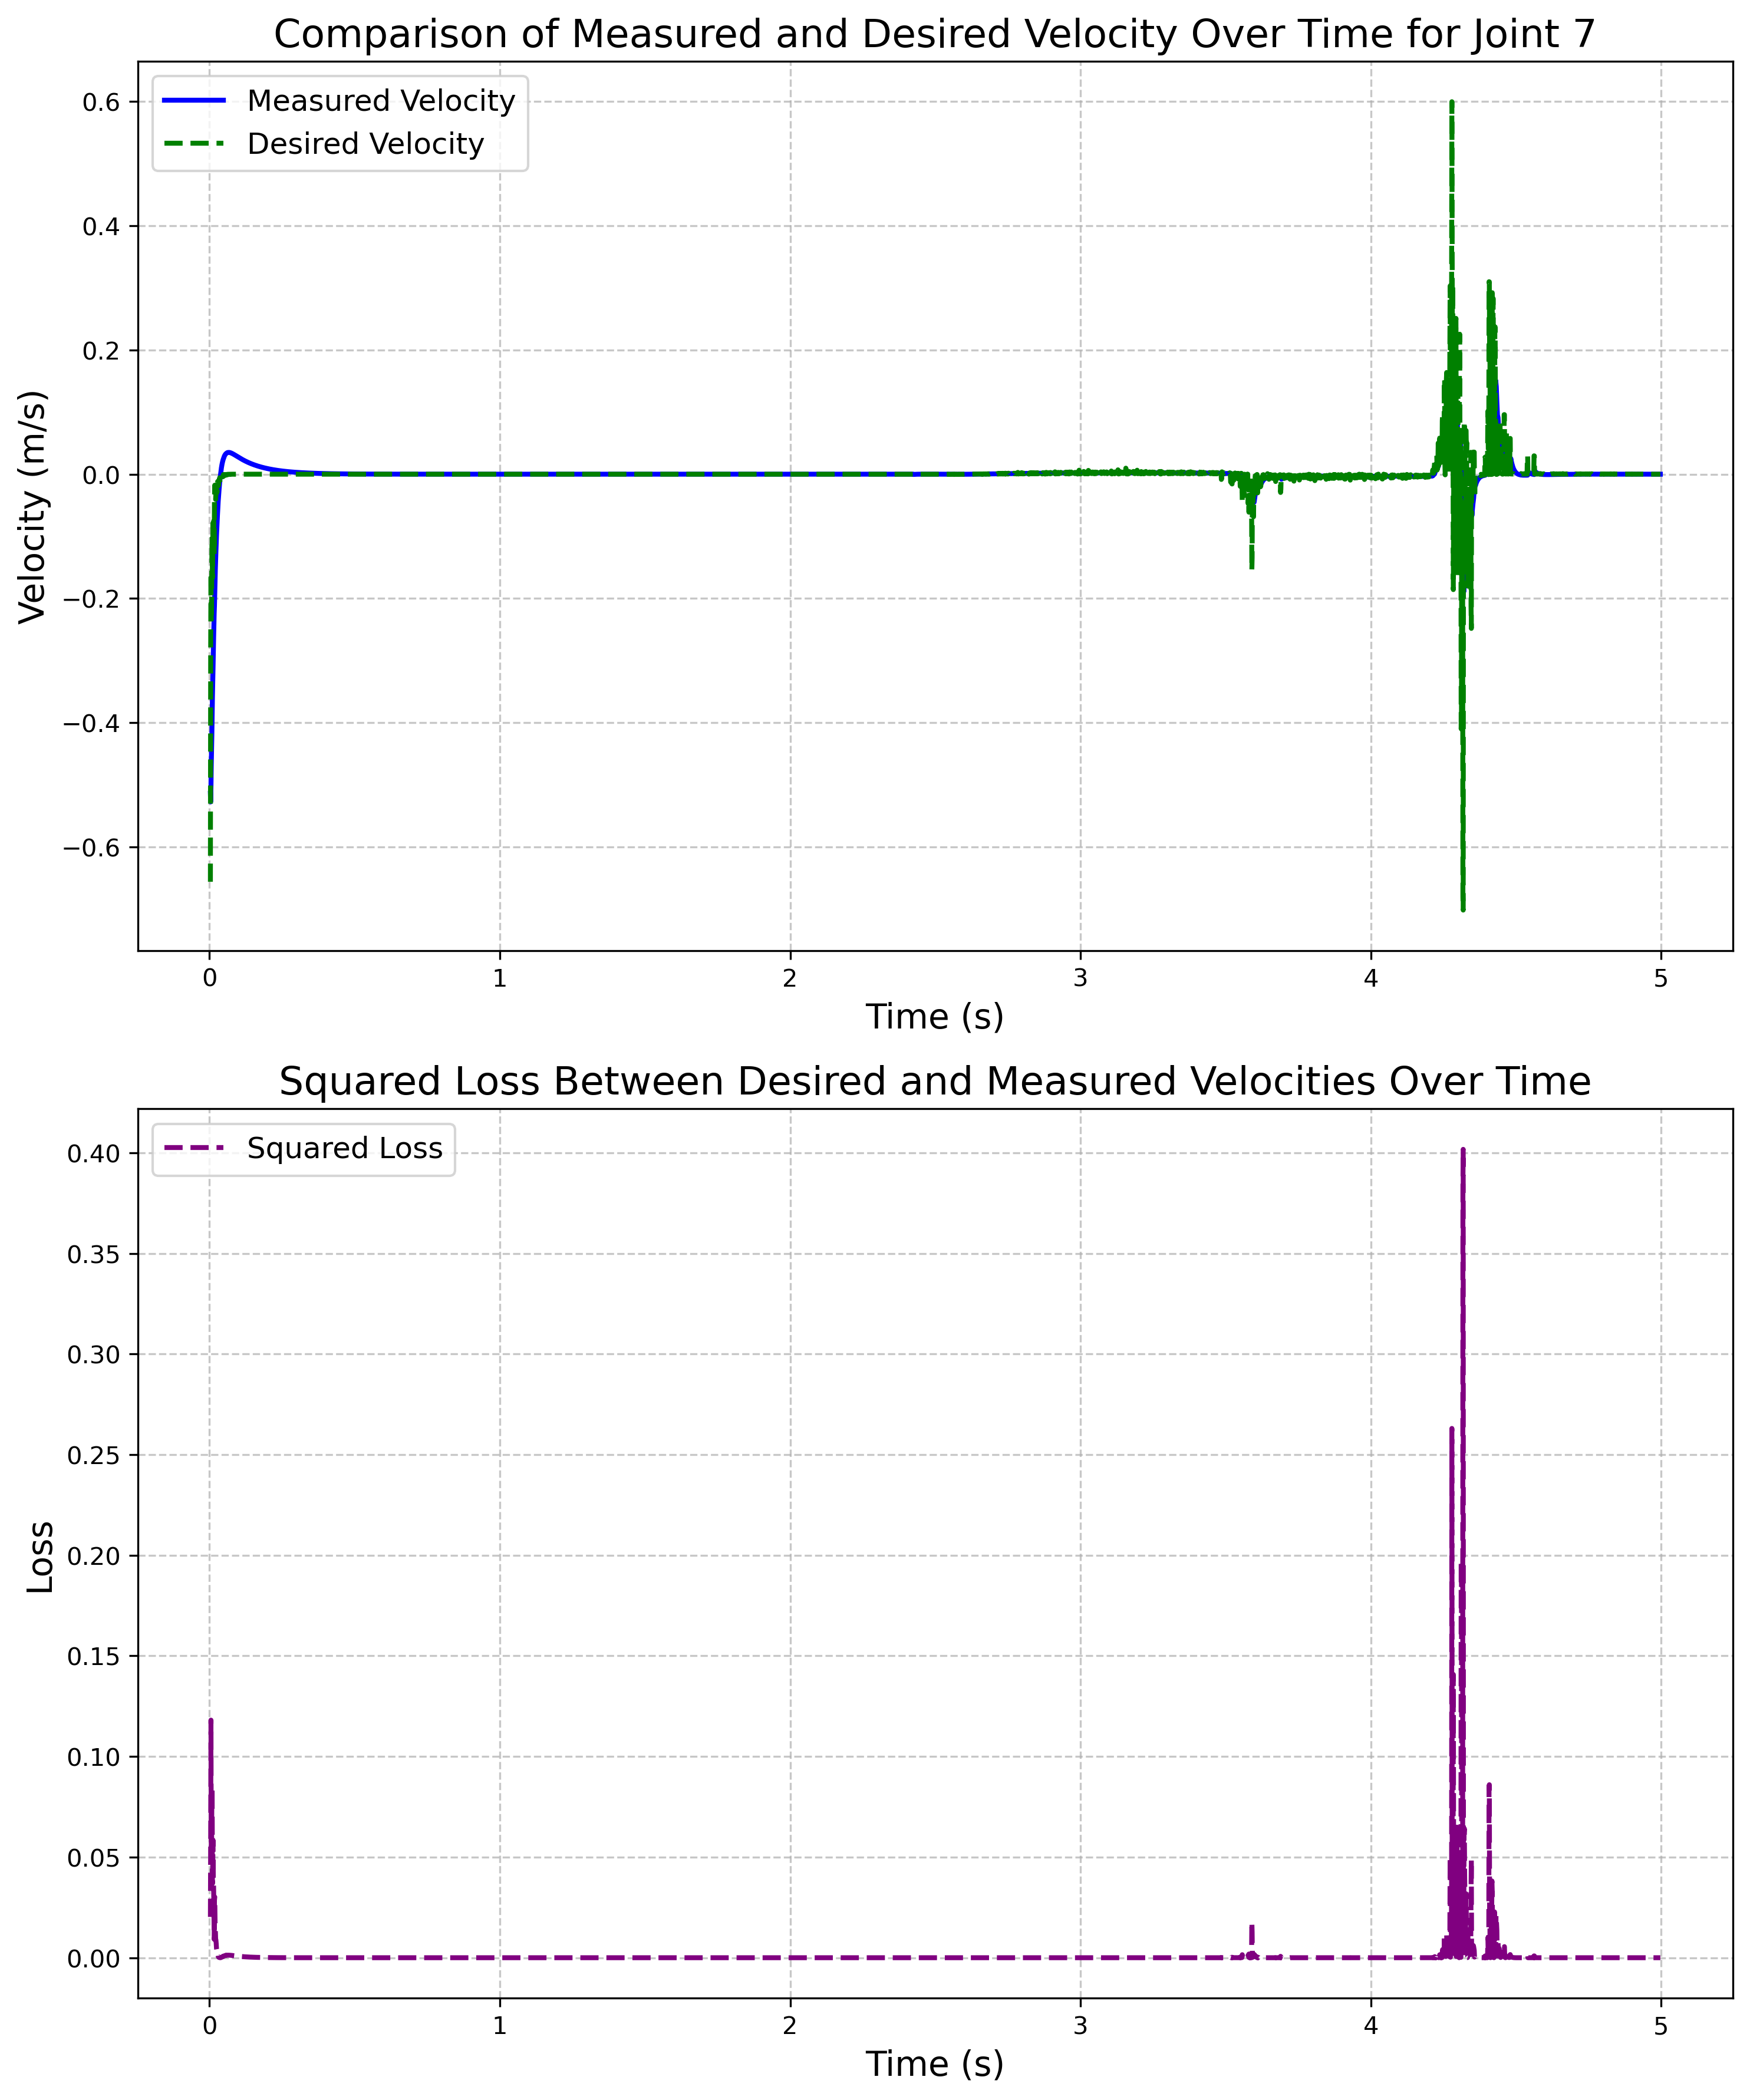 Comparison of Measured and Desired Velocity Over Time for Joint 7
Measured Velocity
Desired Velocity
Velocity (m/s)
0.6
0.4
0.2
0.0
−0.2
−0.4
−0.6
0 1 2 3 4 5
Time (s)
Squared Loss Between Desired and Measured Velocities Over Time
Squared Loss
Loss
0.40
0.35
0.30
0.25
0.20
0.15
0.10
0.05
0.00
0 1 2 3 4 5
Time (s)